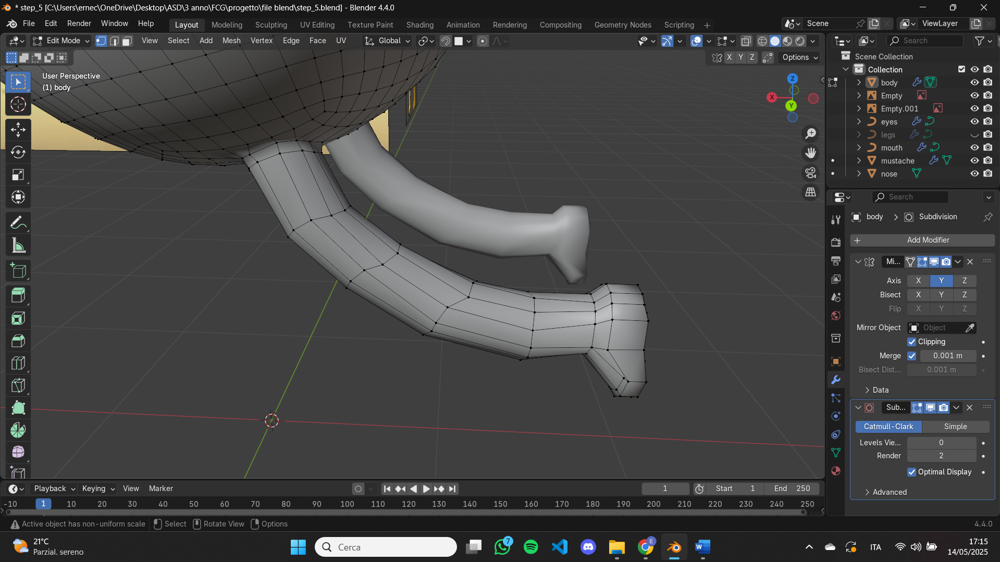 * step_5 [C:\Users\ernec\OneDrive\Desktop\ASD\3 anno\FCG\progetto\file blend\step_5.blend] - Blender 4.4.0
File Edit Render Window Help
Layout Modeling Sculpting UV Editing Texture Paint Shading Animation Rendering Compositing Geometry Nodes Scripting +
Scene ViewLayer
Edit Mode View Select Add Mesh Vertex Edge Face UV Global
Search
X Y Z Options
User Perspective
(1) body
Z
X
Y
Scene Collection
Collection
body
Empty
Empty.001
eyes
legs
mouth
mustache
nose
Search
body > Subdivision
+ Add Modifier
Mi...
Axis X Y Z
Bisect X Y Z
Flip X Y Z
Mirror Object Object
Clipping
Merge 0.001 m
Bisect Dist... 0.001 m
Data
Sub...
Catmull-Clark Simple
Levels Vie... 0
Render 2
Optimal Display
Advanced
Playback Keying View Marker
1 Start 1 End 250
-10 1 10 20 30 40 50 60 70 80 90 100 110 120 130 140 150 160 170 180 190 200 210 220 230 240 250
Active object has non-uniform scale Select Rotate View Options
4.4.0
21°C
Parzial. sereno
Cerca
7
E
W
ITA
17:15
14/05/2025